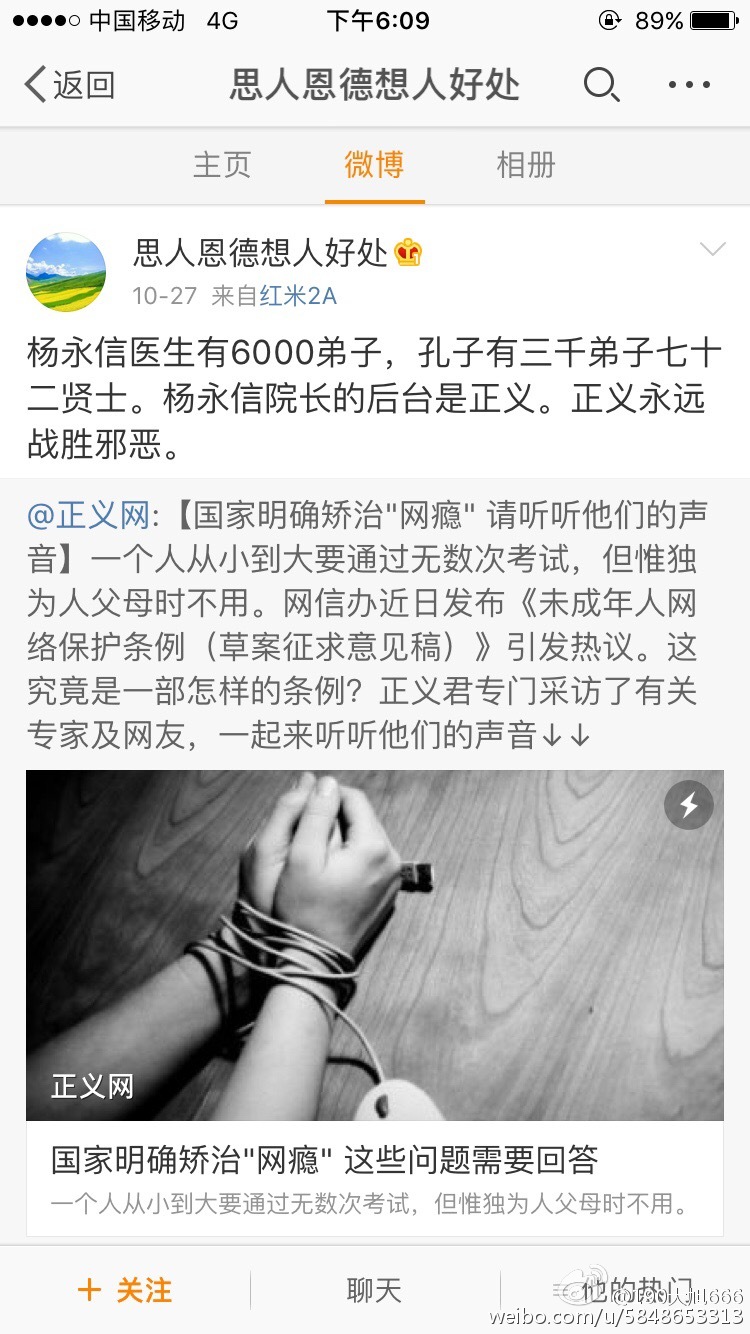 中国移动 4G 下午6:09 89%
返回 思人恩德想人好处
主页 微博 相册
思人恩德想人好处
10-27 来自红米2A
杨永信医生有6000弟子，孔子有三千弟子七十
二贤士。杨永信院长的后台是正义。正义永远
战胜邪恶。
@正义网:【国家明确矫治"网瘾" 请听听他们的声
音】一个人从小到大要通过无数次考试，但惟独
为人父母时不用。网信办近日发布《未成年人网
络保护条例（草案征求意见稿）》引发热议。这
究竟是一部怎样的条例？正义君专门采访了有关
专家及网友，一起来听听他们的声音↓↓
正义网
国家明确矫治"网瘾" 这些问题需要回答
一个人从小到大要通过无数次考试，但惟独为人父母时不用。
+ 关注 聊天 他的热门
weibo.com/u/5848653313